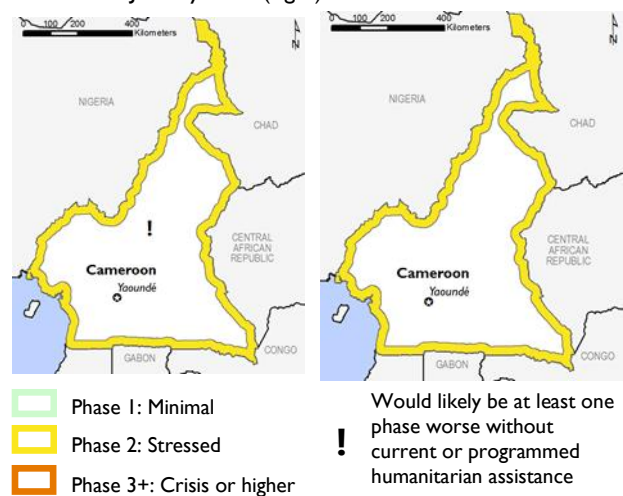 0 100 200 400
Kilometers
N
NIGERIA
CHAD
!
CENTRAL
AFRICAN
REPUBLIC
Cameroon
Yaoundé
GABON
CONGO
0 100 200 400
Kilometers
N
NIGERIA
CHAD
CENTRAL
AFRICAN
REPUBLIC
Cameroon
Yaoundé
GABON
CONGO
Phase 1: Minimal
Phase 2: Stressed
Phase 3+: Crisis or higher
!
Would likely be at least one
phase worse without
current or programmed
humanitarian assistance